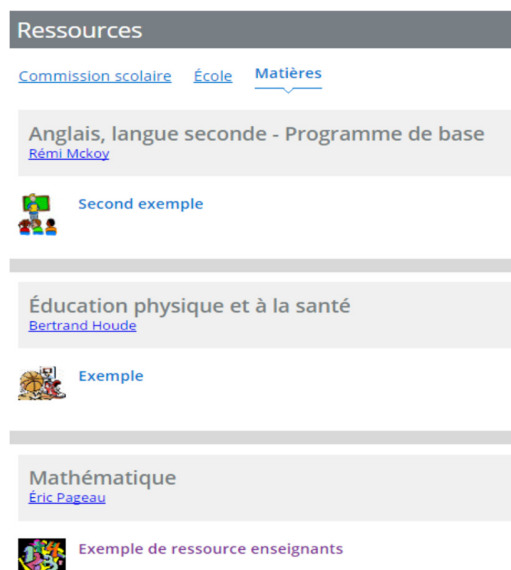 Ressources
Commission scolaire École Matières
Anglais, langue seconde - Programme de base
Rémi Mckoy
Second exemple
Éducation physique et à la santé
Bertrand Houde
Exemple
Mathématique
Éric Pageau
Exemple de ressource enseignants